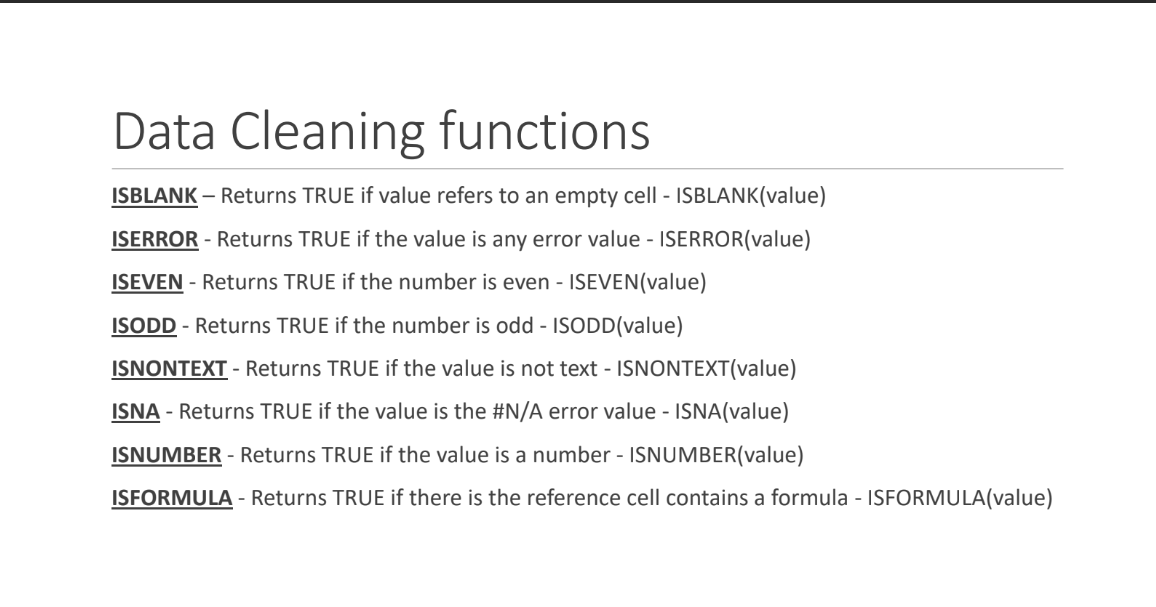 Data Cleaning functions
ISBLANK – Returns TRUE if value refers to an empty cell - ISBLANK(value)
ISERROR - Returns TRUE if the value is any error value - ISERROR(value)
ISEVEN - Returns TRUE if the number is even - ISEVEN(value)
ISODD - Returns TRUE if the number is odd - ISODD(value)
ISNONTEXT - Returns TRUE if the value is not text - ISNONTEXT(value)
ISNA - Returns TRUE if the value is the #N/A error value - ISNA(value)
ISNUMBER - Returns TRUE if the value is a number - ISNUMBER(value)
ISFORMULA - Returns TRUE if there is the reference cell contains a formula - ISFORMULA(value)